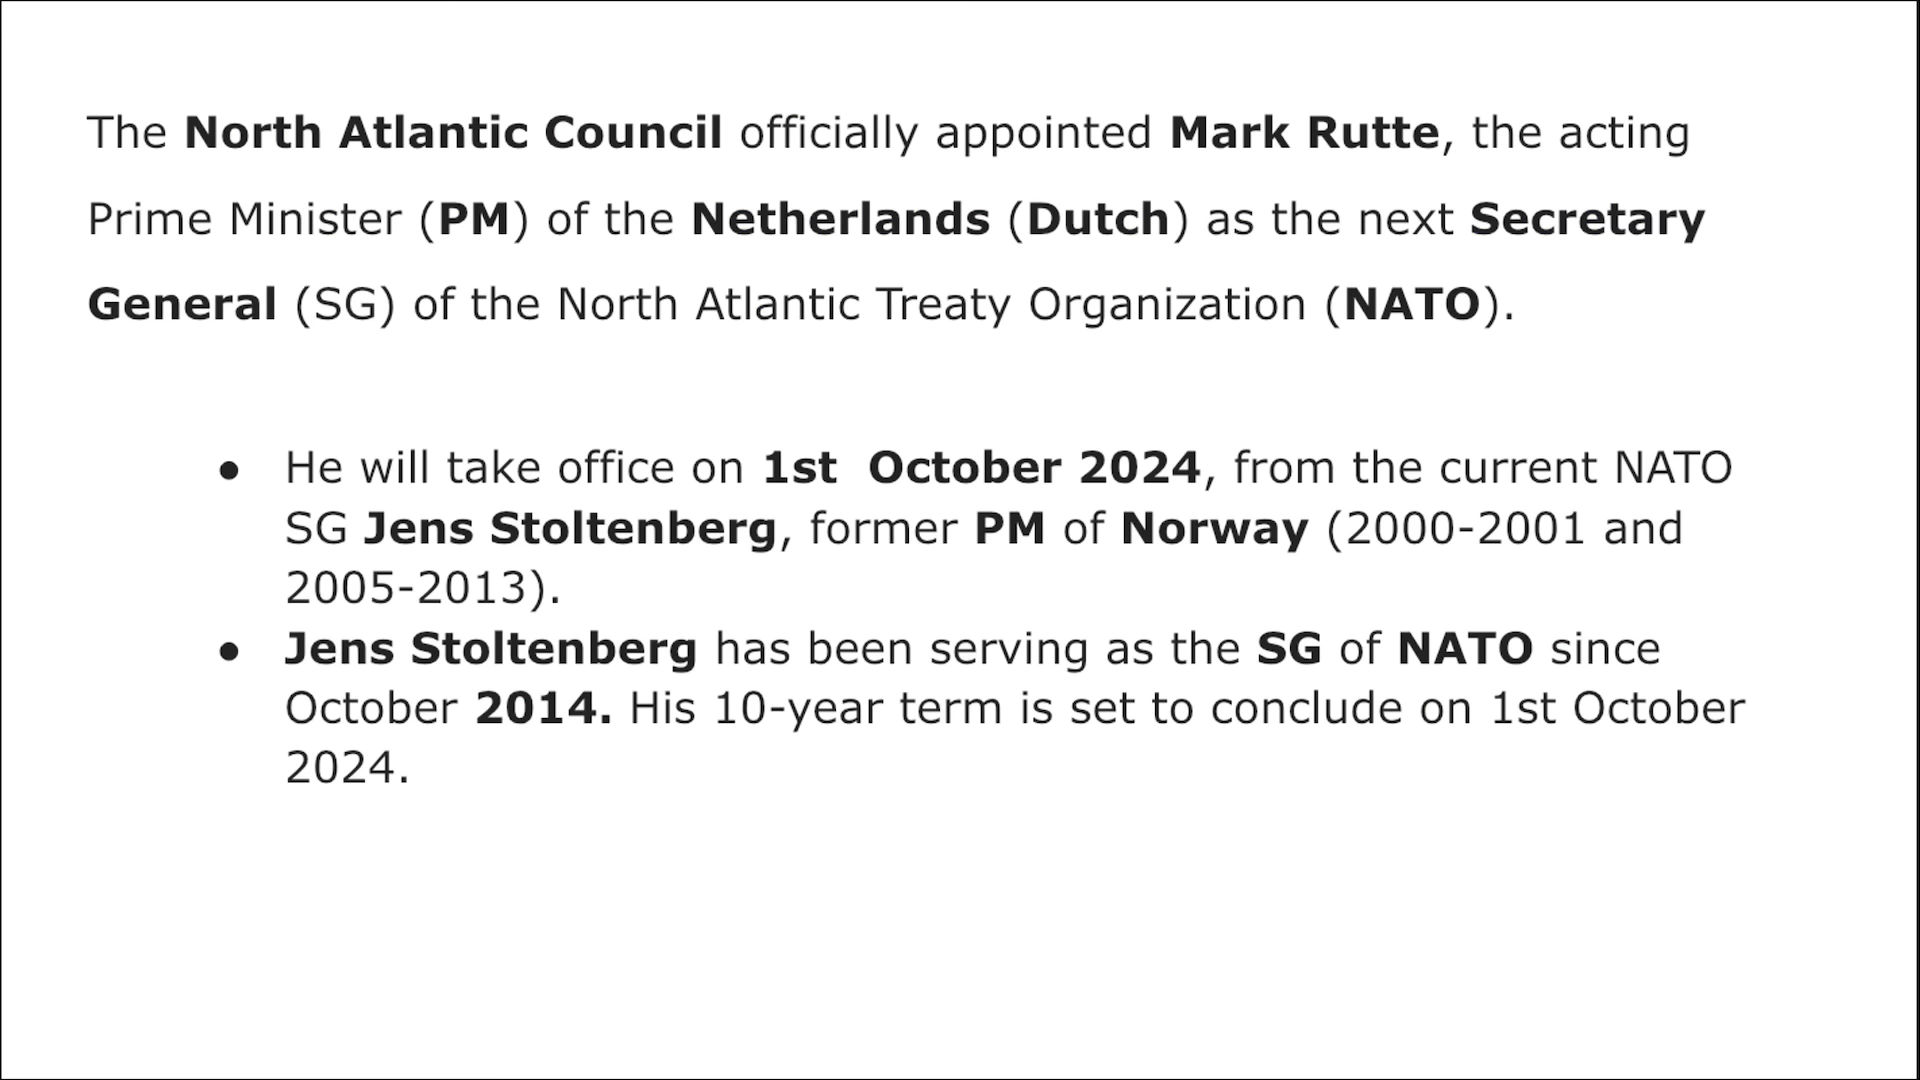 The North Atlantic Council officially appointed Mark Rutte, the acting
Prime Minister (PM) of the Netherlands (Dutch) as the next Secretary
General (SG) of the North Atlantic Treaty Organization (NATO).
● He will take office on 1st  October 2024, from the current NATO
SG Jens Stoltenberg, former PM of Norway (2000-2001 and
2005-2013).
● Jens Stoltenberg has been serving as the SG of NATO since
October 2014. His 10-year term is set to conclude on 1st October
2024.